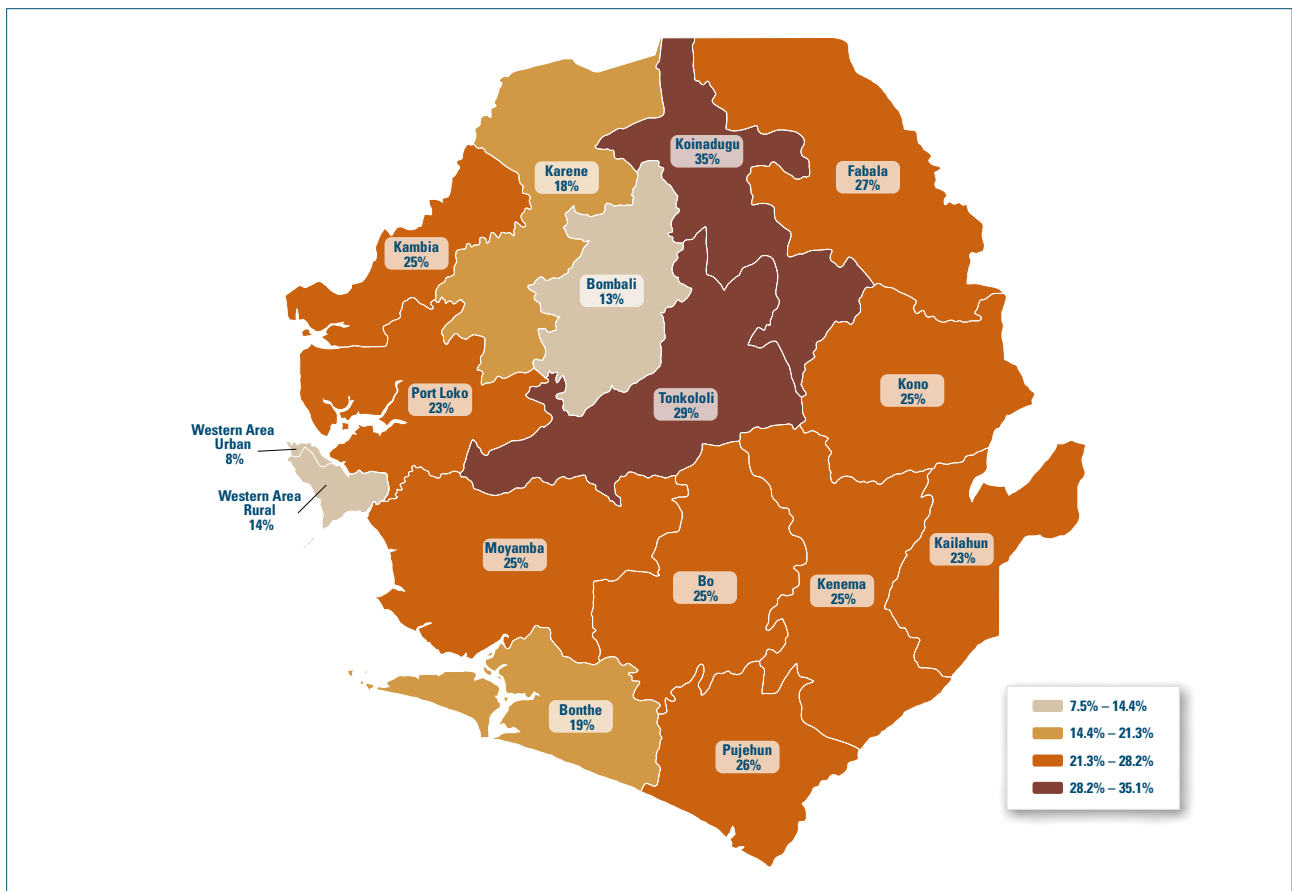 Koinadugu
35%
Karene
18%
Fabala
27%
Kambia
25%
Bombali
13%
Port Loko
23%
Tonkololi
29%
Kono
25%
Western Area
Urban
8%
Western Area
Rural
14%
Moyamba
25%
Bo
25%
Kenema
25%
Kailahun
23%
Bonthe
19%
Pujehun
26%
7.5% – 14.4%
14.4% – 21.3%
21.3% – 28.2%
28.2% – 35.1%